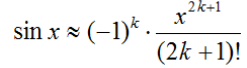 sin x ≈ (−1)^k · x^{2k+1} / (2k+1)!